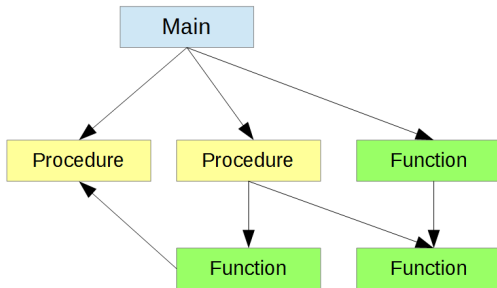 Main
Procedure
Procedure
Function
Function
Function